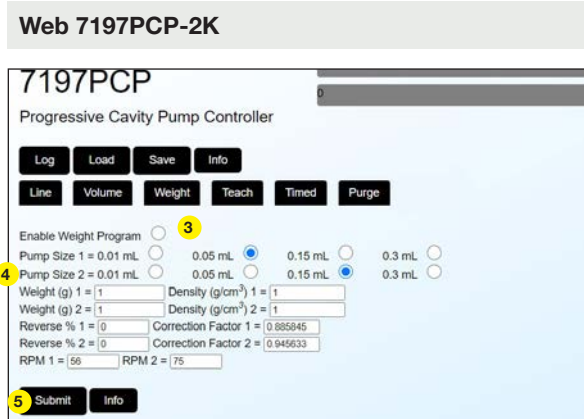 Web 7197PCP-2K
7197PCP
0
Progressive Cavity Pump Controller
Log Load Save Info
Line Volume Weight Teach Timed Purge
Enable Weight Program 3
Pump Size 1 = 0.01 mL 0.05 mL 0.15 mL 0.3 mL
4 Pump Size 2 = 0.01 mL 0.05 mL 0.15 mL 0.3 mL
Weight (g) 1 = 1 Density (g/cm³) 1 = 1
Weight (g) 2 = 1 Density (g/cm³) 2 = 1
Reverse % 1 = 0 Correction Factor 1 = 0.885845
Reverse % 2 = 0 Correction Factor 2 = 0.945633
RPM 1 = 56 RPM 2 = 75
5 Submit Info